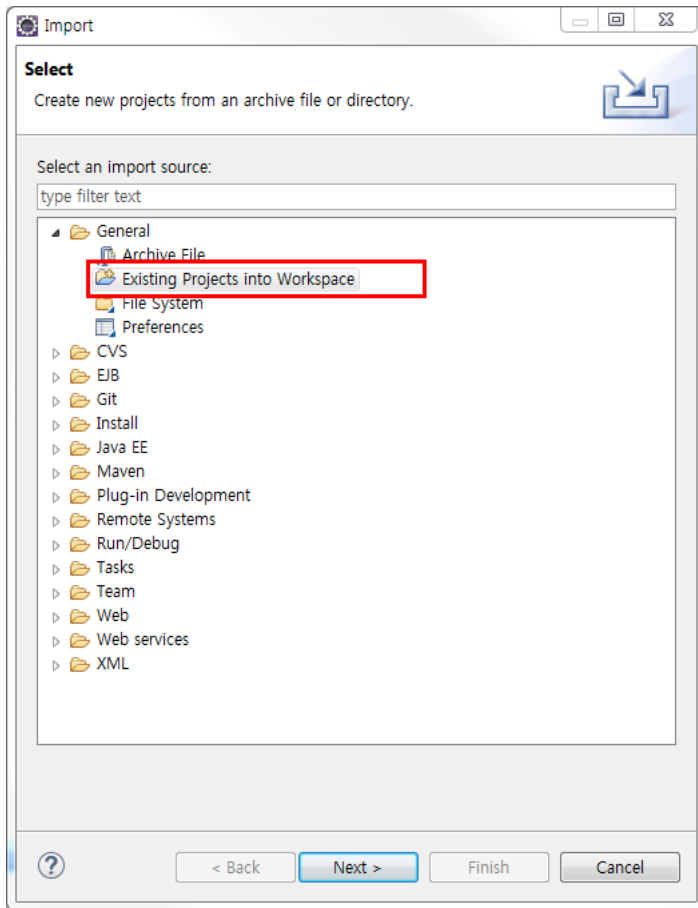 Import
Select
Create new projects from an archive file or directory.
Select an import source:
type filter text
General
Archive File
Existing Projects into Workspace
File System
Preferences
CVS
EJB
Git
Install
Java EE
Maven
Plug-in Development
Remote Systems
Run/Debug
Tasks
Team
Web
Web services
XML
?
< Back Next > Finish Cancel